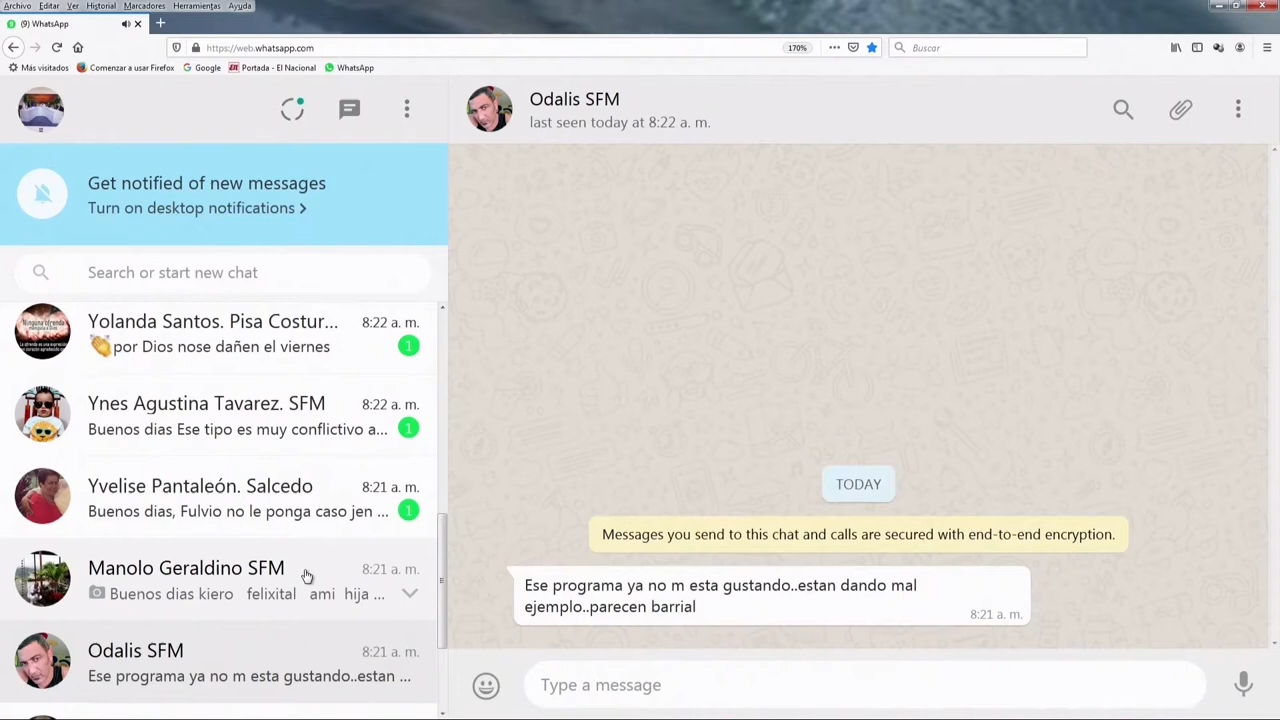 Archivo Editar Ver Historial Marcadores Herramientas Ayuda
(9) WhatsApp
https://web.whatsapp.com
170%
Buscar
Más visitados Comenzar a usar Firefox Google Portada - El Nacional WhatsApp
Get notified of new messages
Turn on desktop notifications >
Search or start new chat
Yolanda Santos. Pisa Costur... 8:22 a. m.
por Dios nose dañen el viernes 1
Ynes Agustina Tavarez. SFM 8:22 a. m.
Buenos dias Ese tipo es muy conflictivo a... 1
Yvelise Pantaleón. Salcedo 8:21 a. m.
Buenos dias, Fulvio no le ponga caso jen ... 1
Manolo Geraldino SFM 8:21 a. m.
Buenos dias kiero felixital ami hija ...
Odalis SFM 8:21 a. m.
Ese programa ya no m esta gustando..estan ...
Odalis SFM
last seen today at 8:22 a. m.
TODAY
Messages you send to this chat and calls are secured with end-to-end encryption.
Ese programa ya no m esta gustando..estan dando mal
ejemplo..parecen barrial
8:21 a. m.
Type a message